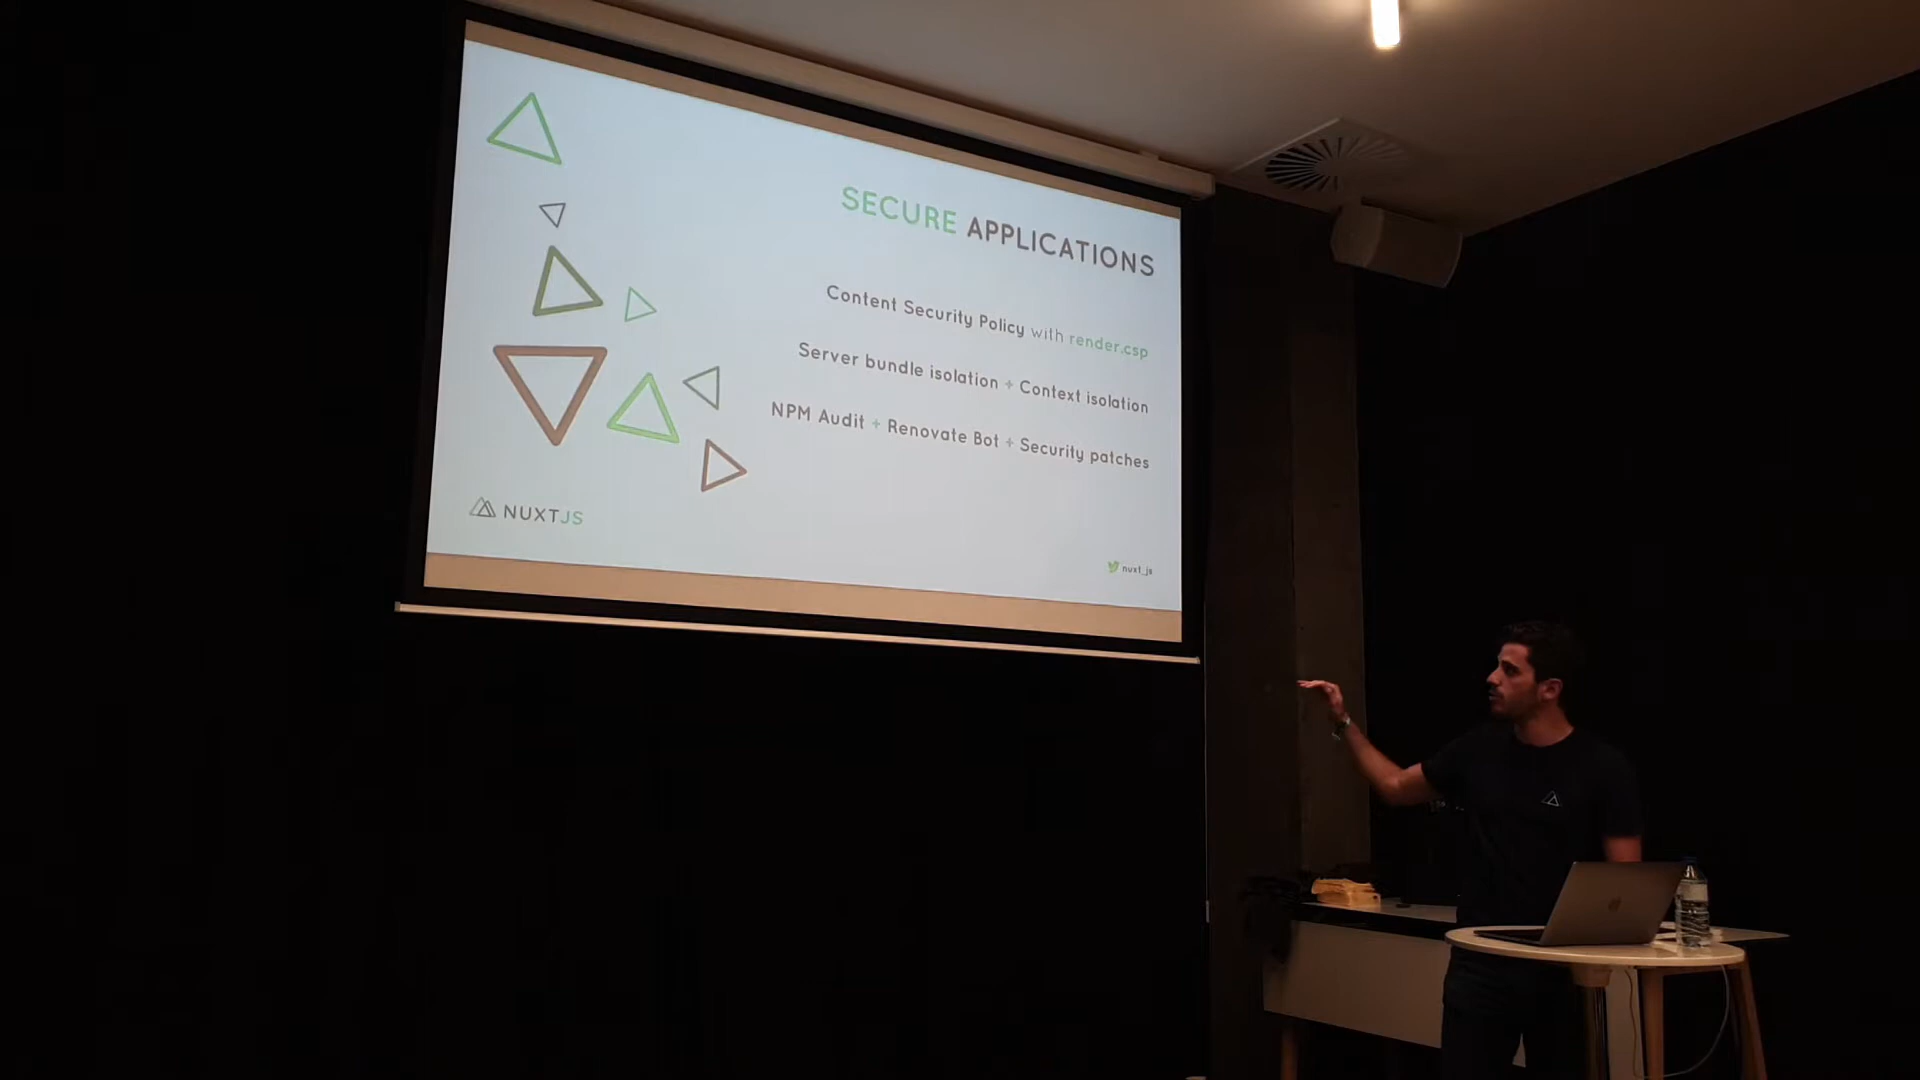 SECURE APPLICATIONS
Content Security Policy with render.csp
Server bundle isolation + Context isolation
NPM Audit + Renovate Bot + Security patches
NUXTJS
nuxt_js